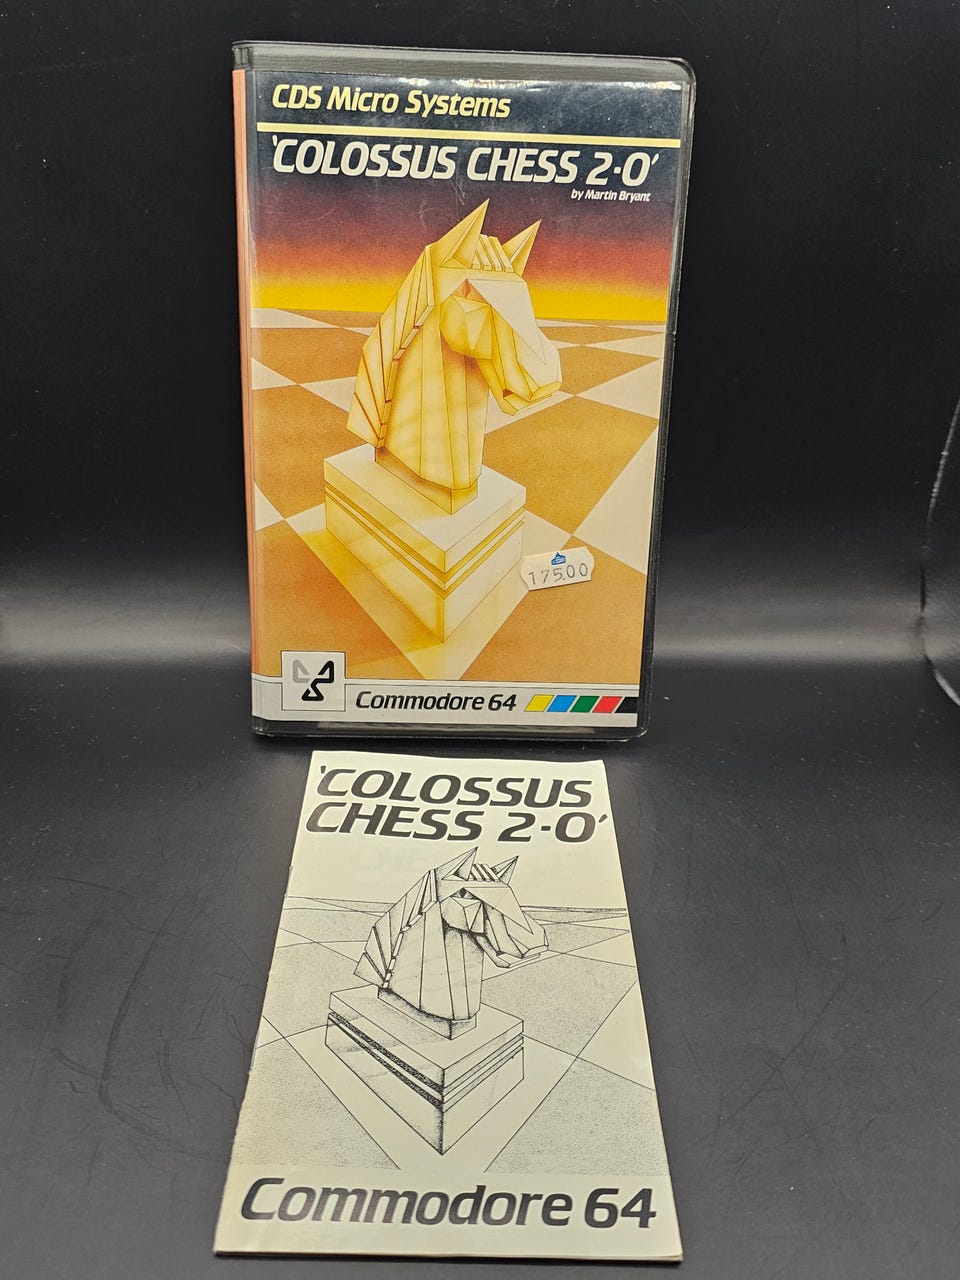 CDS Micro Systems
'COLOSSUS CHESS 2·0'
by Martin Bryant
175.00
Commodore 64
'COLOSSUS
CHESS 2·0'
Commodore 64